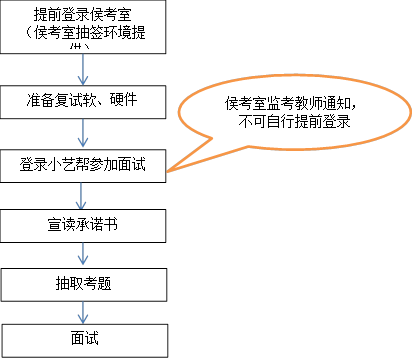 提前登录侯考室
（侯考室抽签环境提
供）
准备复试软、硬件
侯考室监考教师通知，
不可自行提前登录
登录小艺帮参加面试
宣读承诺书
抽取考题
面试